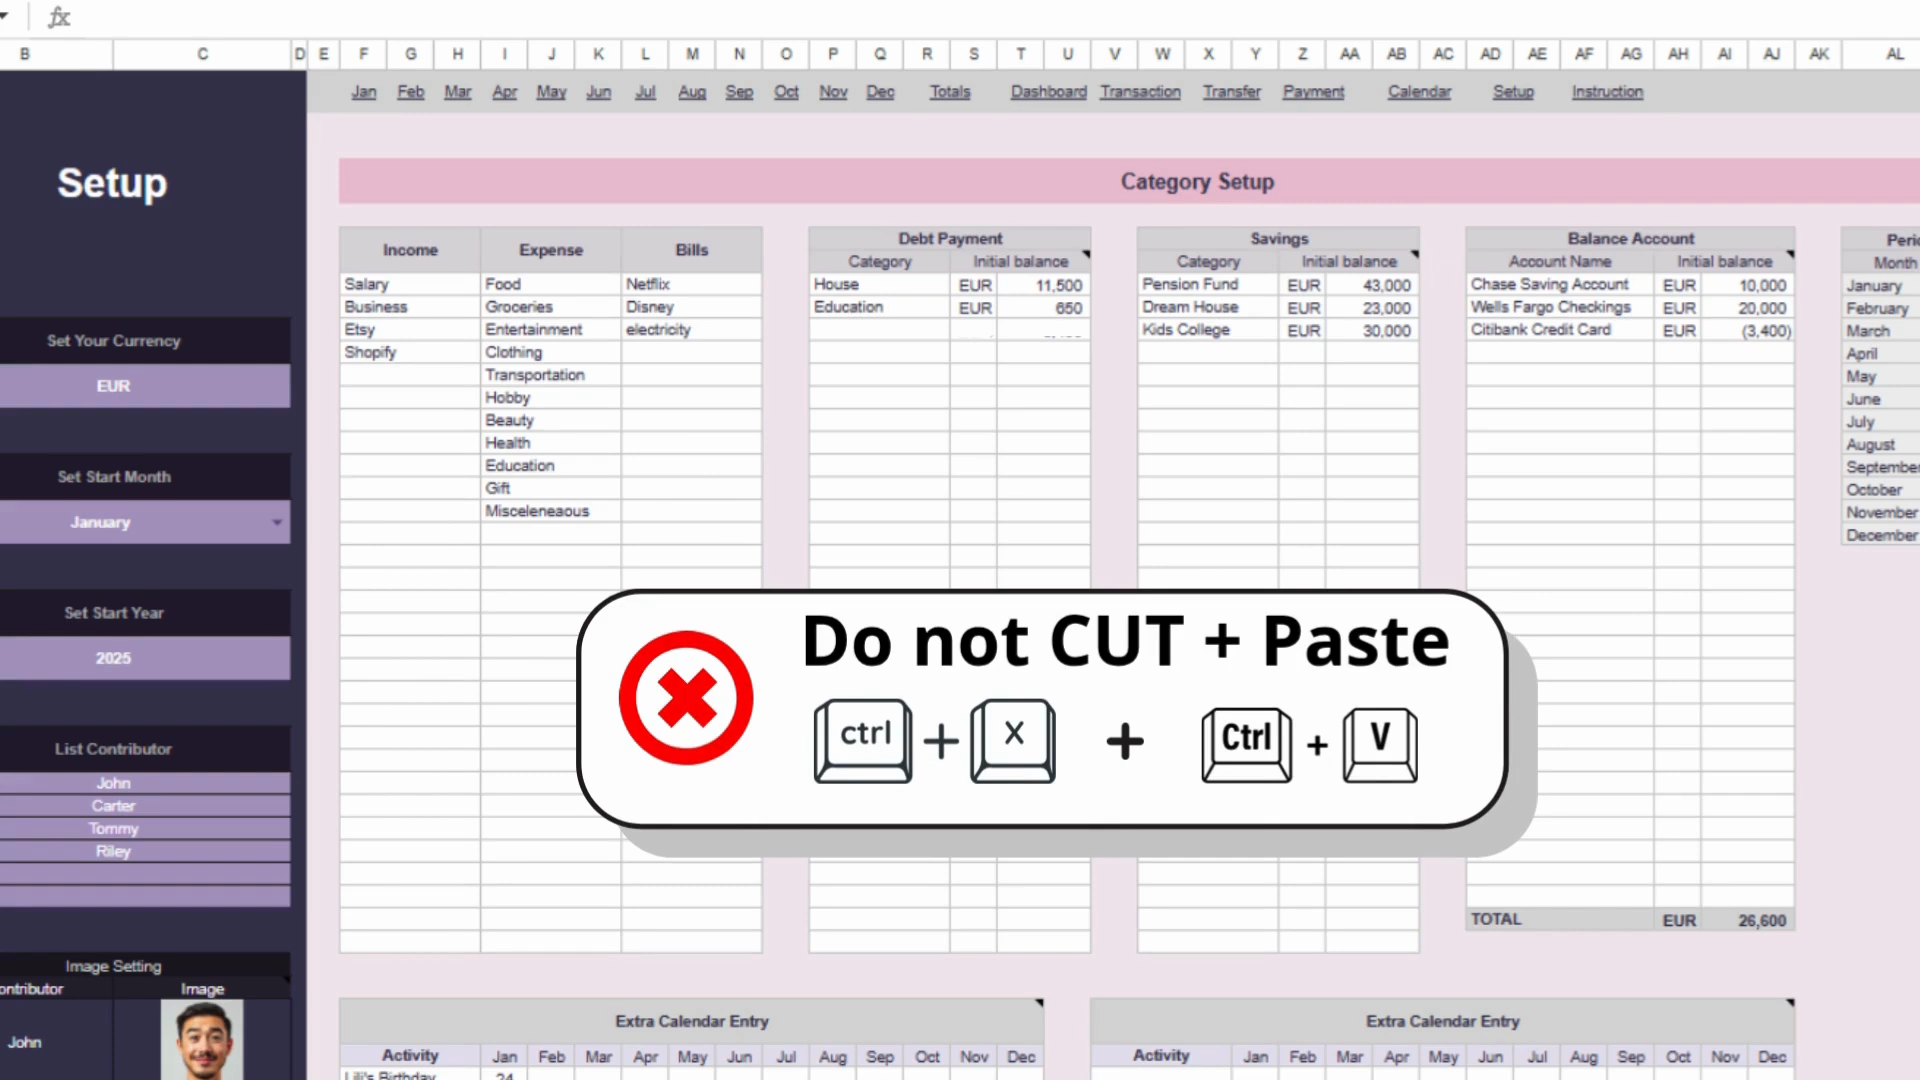 fx
B C D E F G H I J K L M N O P Q R S T U V W X Y Z AA AB AC AD AE AF AG AH AI AJ AK AL
Jan Feb Mar Apr May Jun Jul Aug Sep Oct Nov Dec Totals Dashboard Transaction Transfer Payment Calendar Setup Instruction
Setup
Set Your Currency
EUR
Set Start Month
January
Set Start Year
2025
List Contributor
John
Carter
Tommy
Riley
Image Setting
ontributor Image
John
Category Setup
Income Expense Bills
Salary Food Netflix
Business Groceries Disney
Etsy Entertainment electricity
Shopify Clothing
Transportation
Hobby
Beauty
Health
Education
Gift
Misceleneaous
Debt Payment
Category Initial balance
House EUR 11,500
Education EUR 650
Savings
Category Initial balance
Pension Fund EUR 43,000
Dream House EUR 23,000
Kids College EUR 30,000
Balance Account
Account Name Initial balance
Chase Saving Account EUR 10,000
Wells Fargo Checkings EUR 20,000
Citibank Credit Card EUR (3,400)
TOTAL EUR 26,600
Month
January
February
March
April
May
June
July
August
September
October
November
December
Do not CUT + Paste
ctrl + X + Ctrl + V
Extra Calendar Entry
Activity Jan Feb Mar Apr May Jun Jul Aug Sep Oct Nov Dec
Lili's Birthday 24
Extra Calendar Entry
Activity Jan Feb Mar Apr May Jun Jul Aug Sep Oct Nov Dec